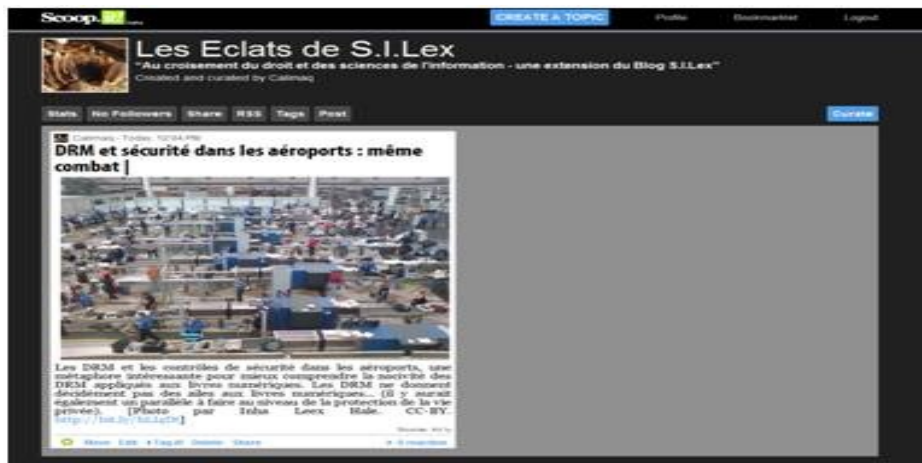 Scoop.it!
CREATE A TOPIC Profile Bookmarklet Logout
Les Eclats de S.I.Lex
"Au croisement du droit et des sciences de l'information - une extension du Blog S.I.Lex"
Created and curated by Calimaq
Stats No Followers Share RSS Tags Post Curate
Calimaq - Today, 12:04 PM
DRM et sécurité dans les aéroports : même
combat |
Les DRM et les contrôles de sécurité dans les aéroports, une
métaphore intéressante pour mieux comprendre la nocivité des
DRM appliqués aux livres numériques. Les DRM ne donnent
décidément pas des ailes aux livres numériques... (il y aurait
également un parallèle à faire au niveau de la protection de la vie
privée). [Photo par Inha Leex Hale. CC-BY.
Source:
Move Edit Tag it! Delete Share 0 reaction